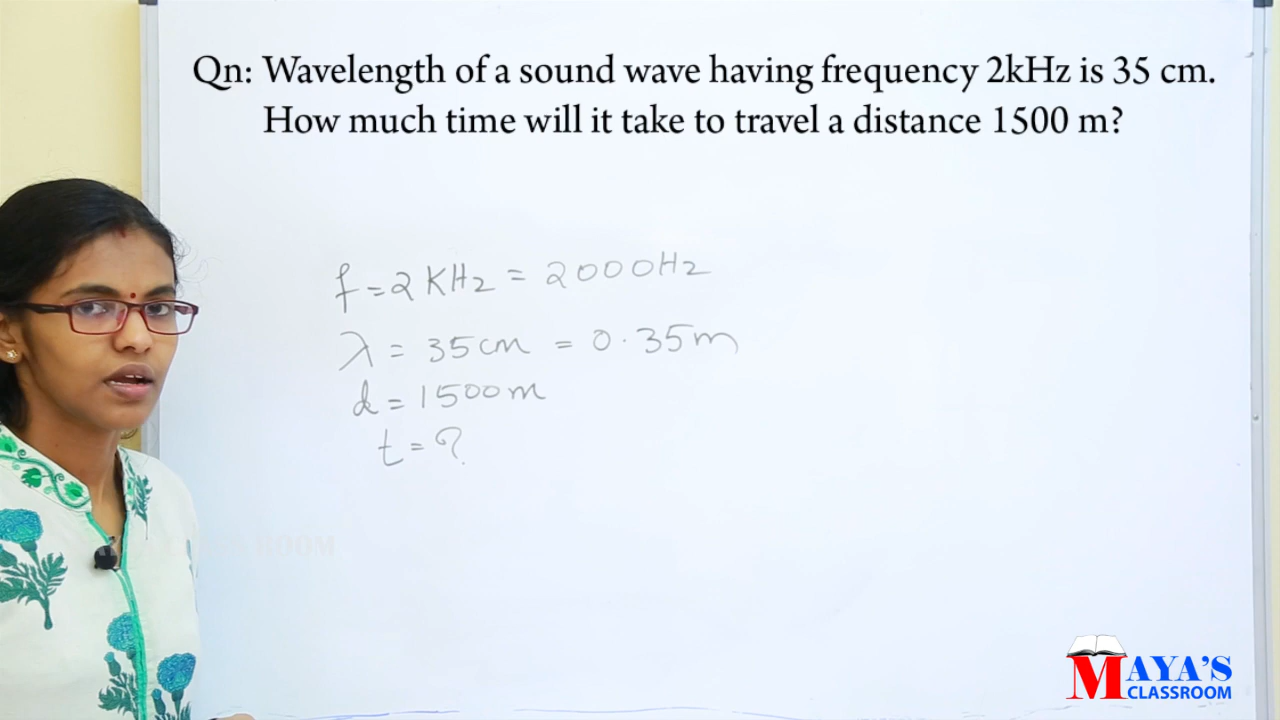 Qn: Wavelength of a sound wave having frequency 2kHz is 35 cm.
How much time will it take to travel a distance 1500 m?
f = 2 KHz = 2000Hz
λ = 35cm = 0.35m
d = 1500m
t = ?
ROOM
MAYA'S
CLASSROOM